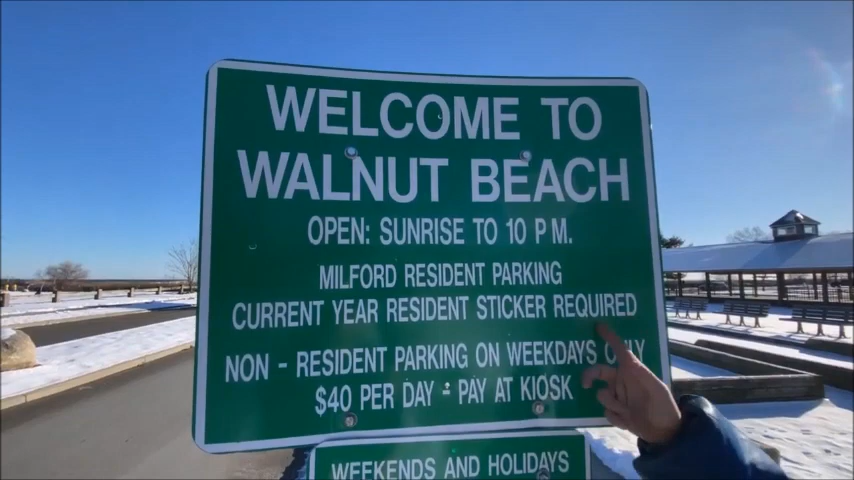 WELCOME TO
WALNUT BEACH
OPEN: SUNRISE TO 10 P M.
MILFORD RESIDENT PARKING
CURRENT YEAR RESIDENT STICKER REQUIRED
NON - RESIDENT PARKING ON WEEKDAYS ONLY
$40 PER DAY - PAY AT KIOSK
WEEKENDS AND HOLIDAYS